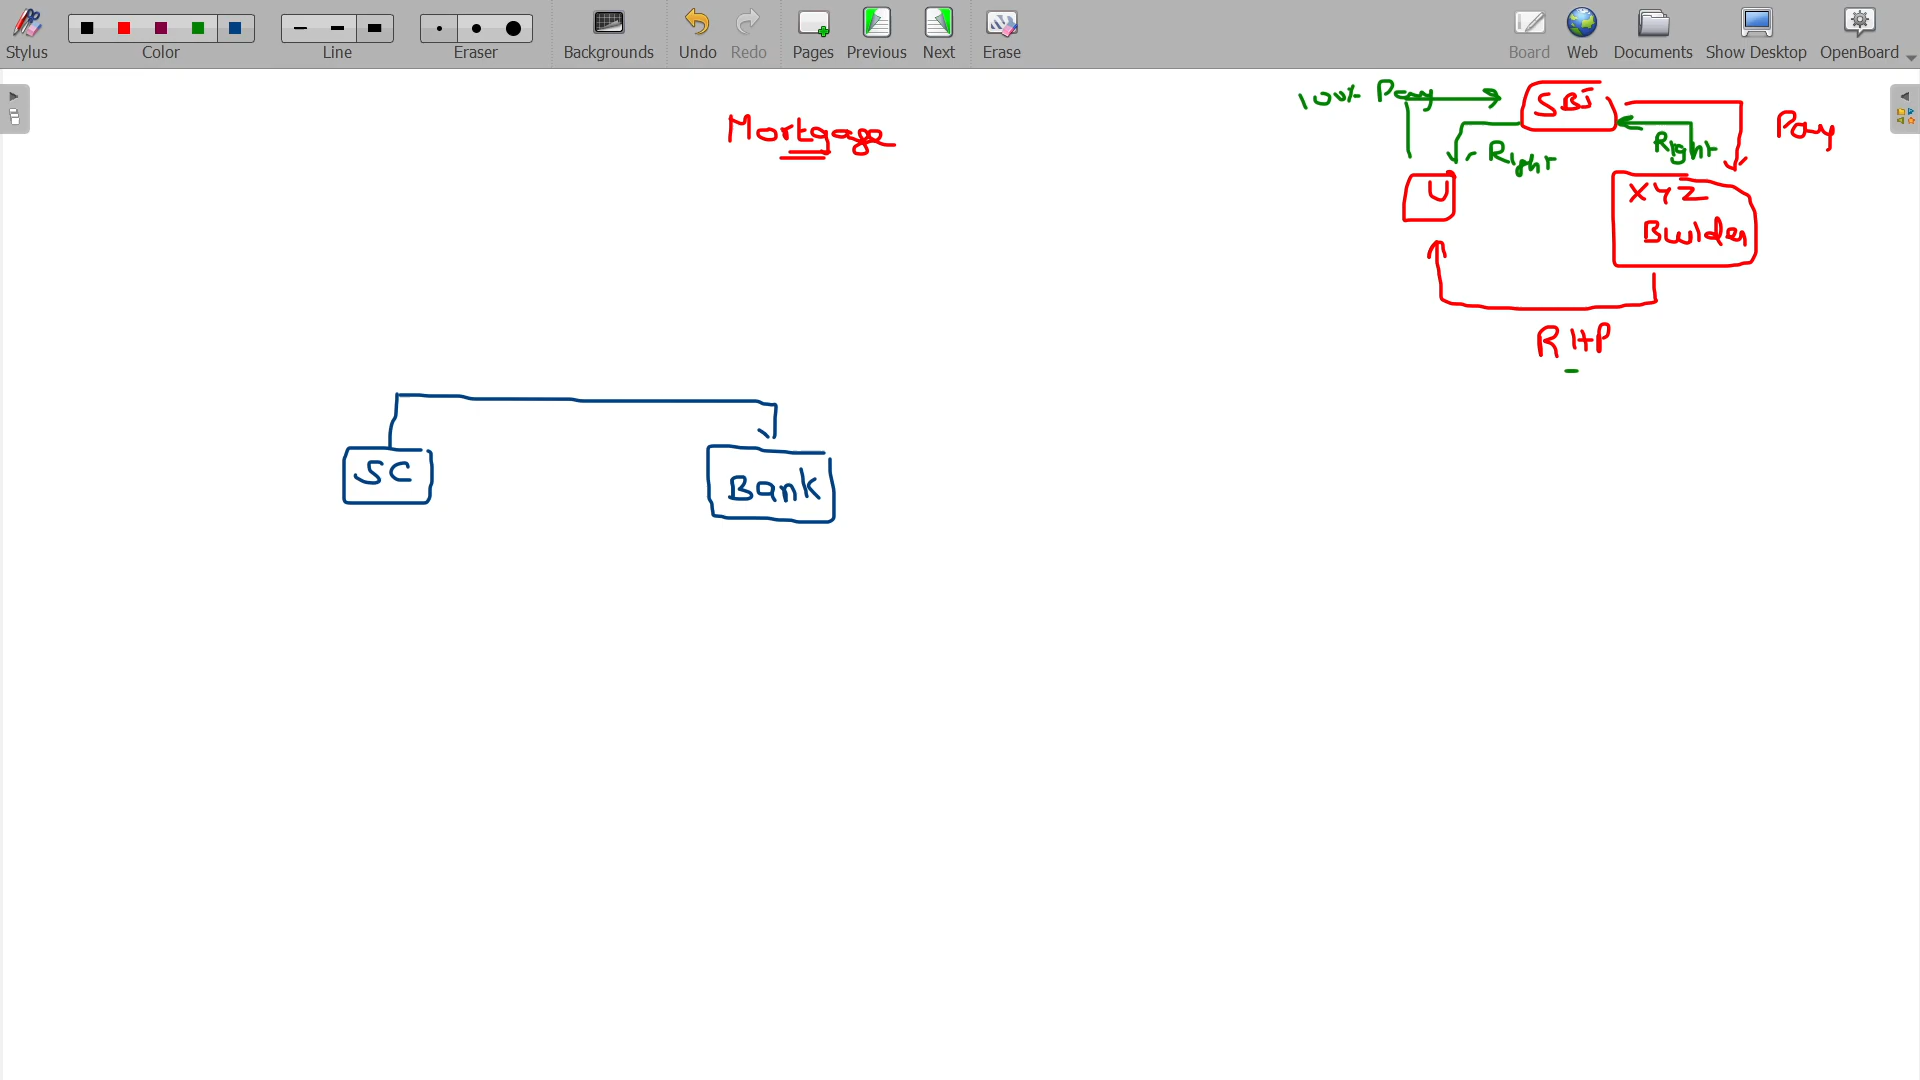 Stylus
Color
Line
Eraser
Backgrounds
Undo
Redo
Pages
Previous
Next
Erase
Board
Web
Documents
Show Desktop
OpenBoard
Mortgage
100% Pay
SBI
Pay
Right
Right
U
XYZ
Builder
RHP
SC
Bank